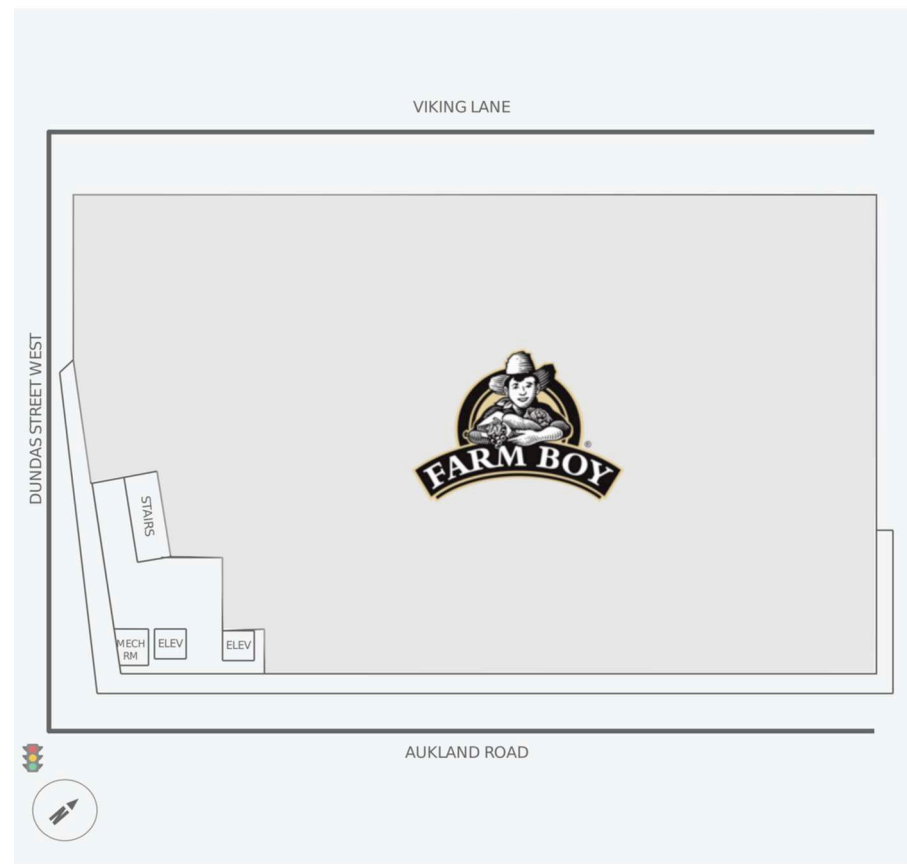 VIKING LANE
DUNDAS STREET WEST
FARM BOY
®
STAIRS
MECH
RM
ELEV
ELEV
AUKLAND ROAD
N